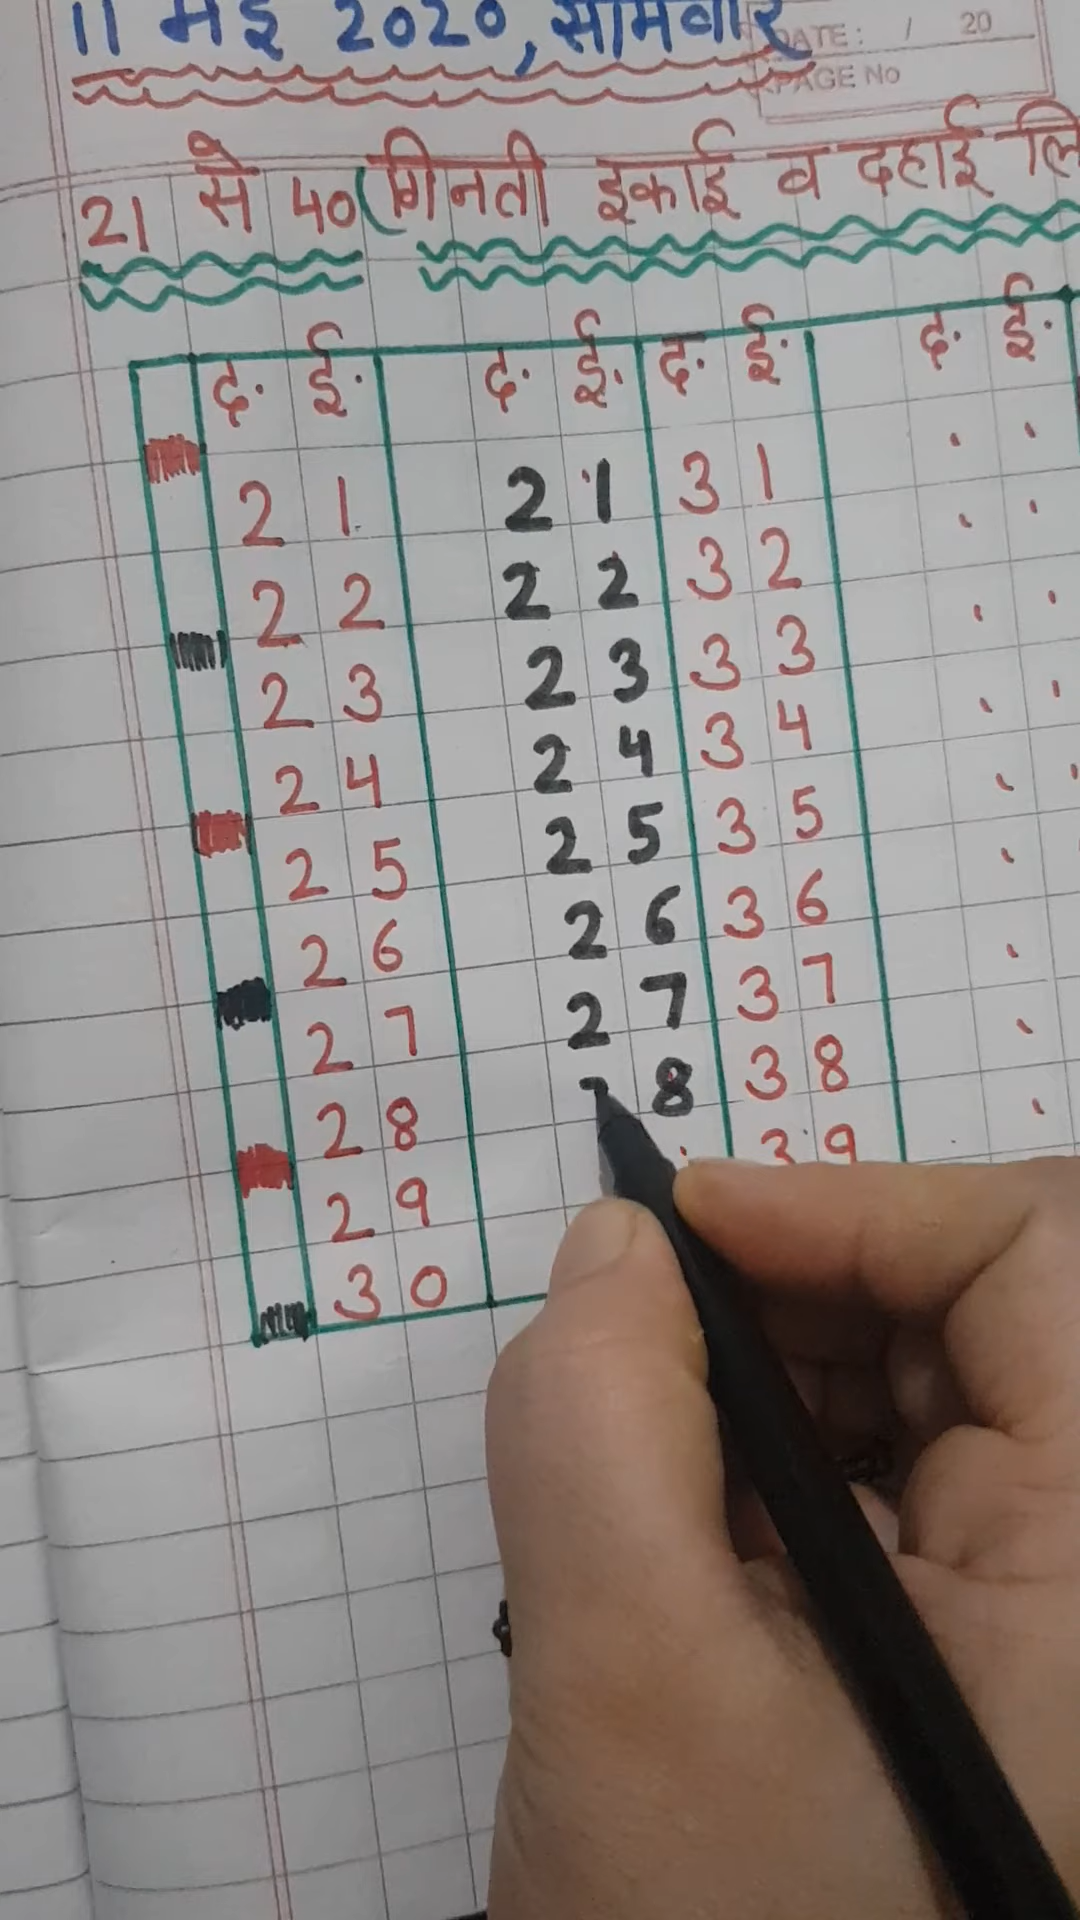 11 मई 2020, सोमवार
DATE: / 20
PAGE No
21 से 40 (गिनती इकाई व दहाई
द. ई. द. ई. द. ई. द. ई.
2 1 2 1 3 1
2 2 2 2 3 2
2 3 2 3 3 3
2 4 2 4 3 4
2 5 2 5 3 5
2 6 2 6 3 6
2 7 2 7 3 7
2 8 8 3 8
2 9 3 9
3 0